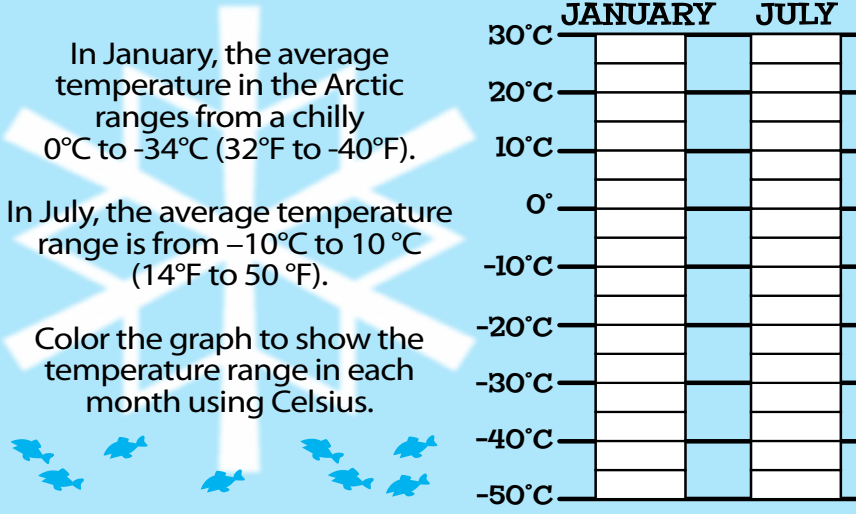 In January, the average
temperature in the Arctic
ranges from a chilly
0°C to -34°C (32°F to -40°F).
In July, the average temperature
range is from –10°C to 10 °C
(14°F to 50 °F).
Color the graph to show the
temperature range in each
month using Celsius.
JANUARY JULY
30°C
20°C
10°C
0°
-10°C
-20°C
-30°C
-40°C
-50°C